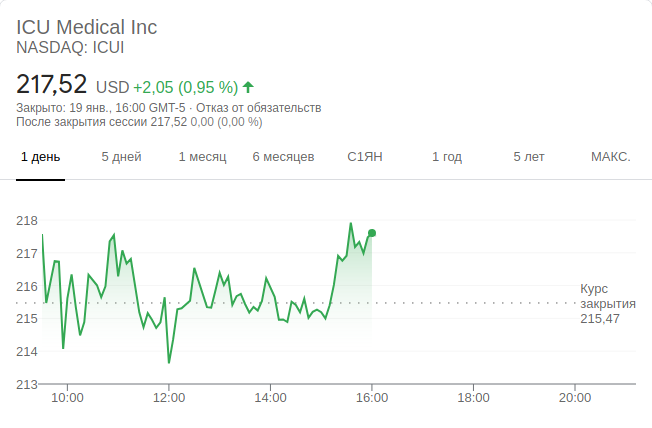 ICU Medical Inc
NASDAQ: ICUI
217,52 USD +2,05 (0,95 %)
Закрыто: 19 янв., 16:00 GMT-5 · Отказ от обязательств
После закрытия сессии 217,52 0,00 (0,00 %)
1 день 5 дней 1 месяц 6 месяцев С1ЯН 1 год 5 лет МАКС.
218
217
216
Курс
закрытия
215,47
215
214
213
10:00 12:00 14:00 16:00 18:00 20:00